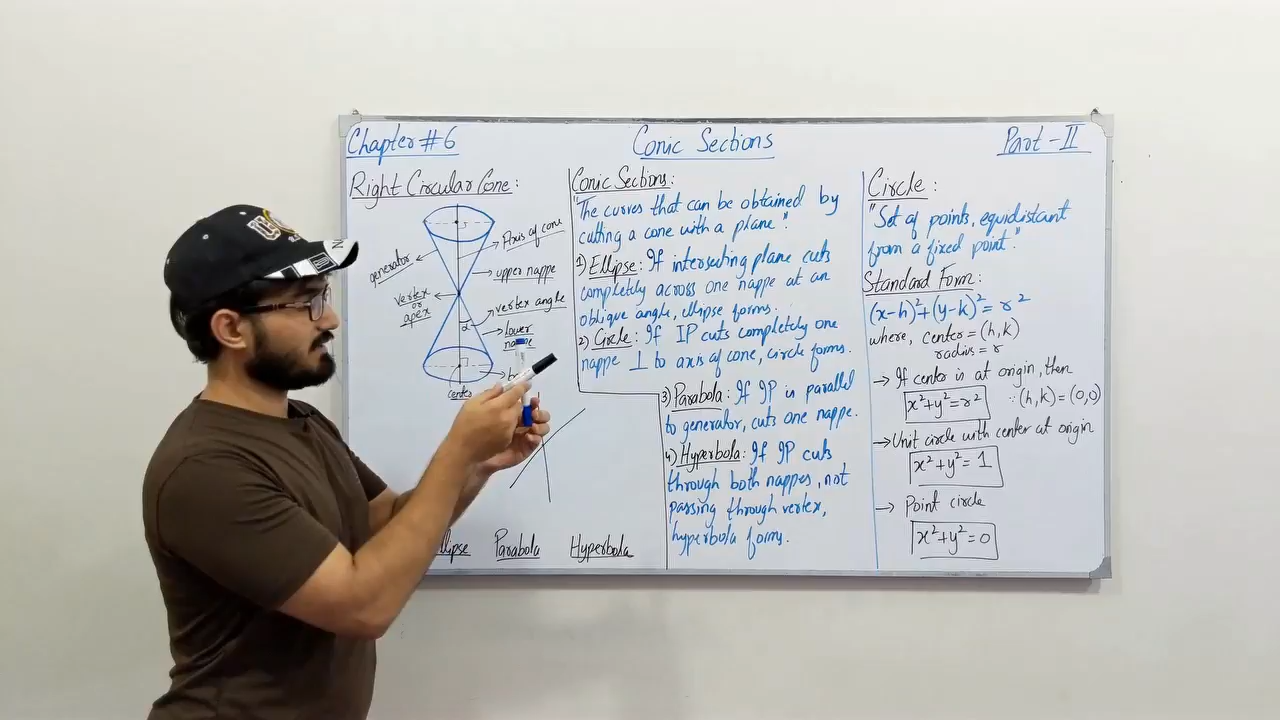 Chapter #6
Conic Sections
Part - II
Right Circular Cone:
r
Axis of cone
generator
upper nappe
vertex
or
apex
vertex angle
α
lower
nappe
center
Parabola
Hyperbola
Conic Sections:
"The curves that can be obtained by
cutting a cone with a plane".
1) Ellipse: If intersecting plane cuts
completely across one nappe at an
oblique angle, ellipse forms.
2) Circle: If IP cuts completely one
nappe ⊥ to axis of cone, circle forms.
3) Parabola: If IP is parallel
to generator, cuts one nappe.
4) Hyperbola: If IP cuts
through both nappes, not
passing through vertex,
hyperbola forms.
Circle:
"Set of points, equidistant
from a fixed point."
Standard Form:
(x-h)²+(y-k)² = r²
where, center = (h,k)
radius = r
→ If center is at origin, then
x²+y²=r² ∵ (h,k)=(0,0)
→ Unit circle with center at origin
x²+y²=1
→ Point circle
x²+y²=0